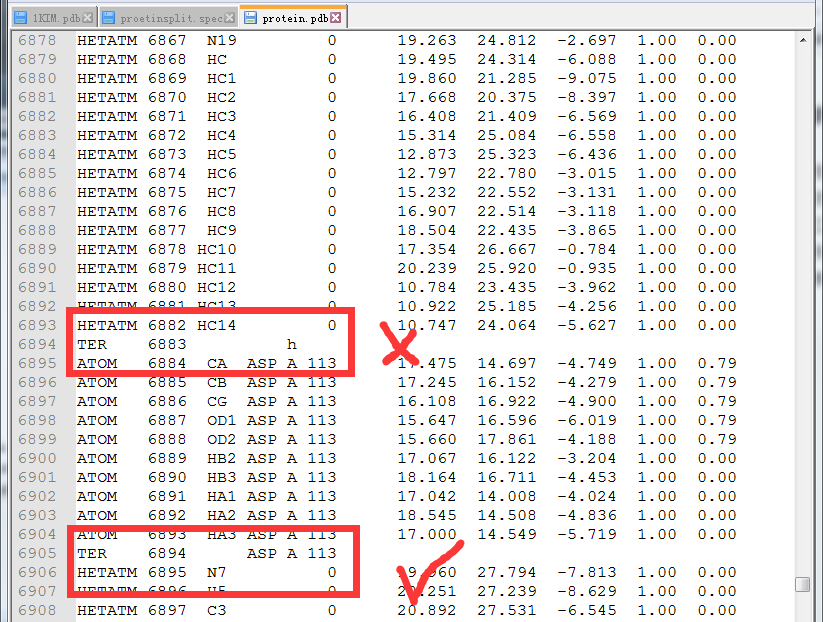 1KIM.pdb proetinsplit.spec protein.pdb
6878 HETATM 6867 N19 0 19.263 24.812 -2.697 1.00 0.00
6879 HETATM 6868 HC 0 19.495 24.314 -6.088 1.00 0.00
6880 HETATM 6869 HC1 0 19.860 21.285 -9.075 1.00 0.00
6881 HETATM 6870 HC2 0 17.668 20.375 -8.397 1.00 0.00
6882 HETATM 6871 HC3 0 16.408 21.409 -6.569 1.00 0.00
6883 HETATM 6872 HC4 0 15.314 25.084 -6.558 1.00 0.00
6884 HETATM 6873 HC5 0 12.873 25.323 -6.436 1.00 0.00
6885 HETATM 6874 HC6 0 12.797 22.780 -3.015 1.00 0.00
6886 HETATM 6875 HC7 0 15.232 22.552 -3.131 1.00 0.00
6887 HETATM 6876 HC8 0 16.907 22.514 -3.118 1.00 0.00
6888 HETATM 6877 HC9 0 18.504 22.435 -3.865 1.00 0.00
6889 HETATM 6878 HC10 0 17.354 26.667 -0.784 1.00 0.00
6890 HETATM 6879 HC11 0 20.239 25.920 -0.935 1.00 0.00
6891 HETATM 6880 HC12 0 10.784 23.435 -3.962 1.00 0.00
6892 HETATM 6881 HC13 0 10.922 25.185 -4.256 1.00 0.00
6893 HETATM 6882 HC14 0 10.747 24.064 -5.627 1.00 0.00
6894 TER 6883 h
6895 ATOM 6884 CA ASP A 113 17.475 14.697 -4.749 1.00 0.79
6896 ATOM 6885 CB ASP A 113 17.245 16.152 -4.279 1.00 0.79
6897 ATOM 6886 CG ASP A 113 16.108 16.922 -4.900 1.00 0.79
6898 ATOM 6887 OD1 ASP A 113 15.647 16.596 -6.019 1.00 0.79
6899 ATOM 6888 OD2 ASP A 113 15.660 17.861 -4.188 1.00 0.79
6900 ATOM 6889 HB2 ASP A 113 17.067 16.122 -3.204 1.00 0.00
6901 ATOM 6890 HB3 ASP A 113 18.164 16.711 -4.453 1.00 0.00
6902 ATOM 6891 HA1 ASP A 113 17.042 14.008 -4.024 1.00 0.00
6903 ATOM 6892 HA2 ASP A 113 18.545 14.508 -4.836 1.00 0.00
6904 ATOM 6893 HA3 ASP A 113 17.000 14.549 -5.719 1.00 0.00
6905 TER 6894 ASP A 113
6906 HETATM 6895 N7 0 19.960 27.794 -7.813 1.00 0.00
6907 HETATM 6896 H5 0 20.251 27.239 -8.629 1.00 0.00
6908 HETATM 6897 C3 0 20.892 27.531 -6.545 1.00 0.00